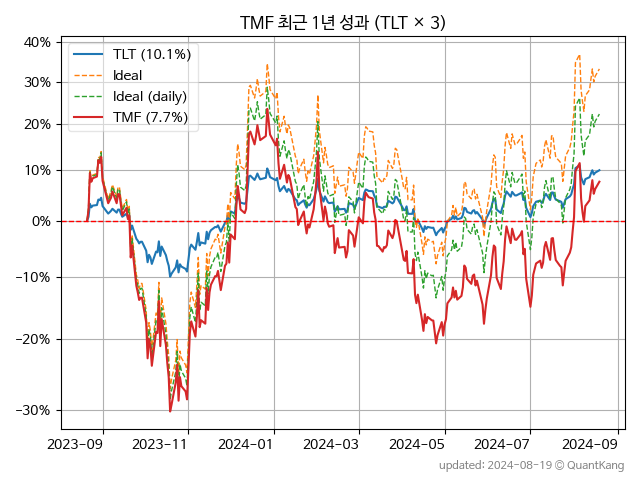 TMF 최근 1년 성과 (TLT × 3)
40%
30%
20%
10%
0%
−10%
−20%
−30%
TLT (10.1%)
Ideal
Ideal (daily)
TMF (7.7%)
2023-09
2023-11
2024-01
2024-03
2024-05
2024-07
2024-09
updated: 2024-08-19 © QuantKang